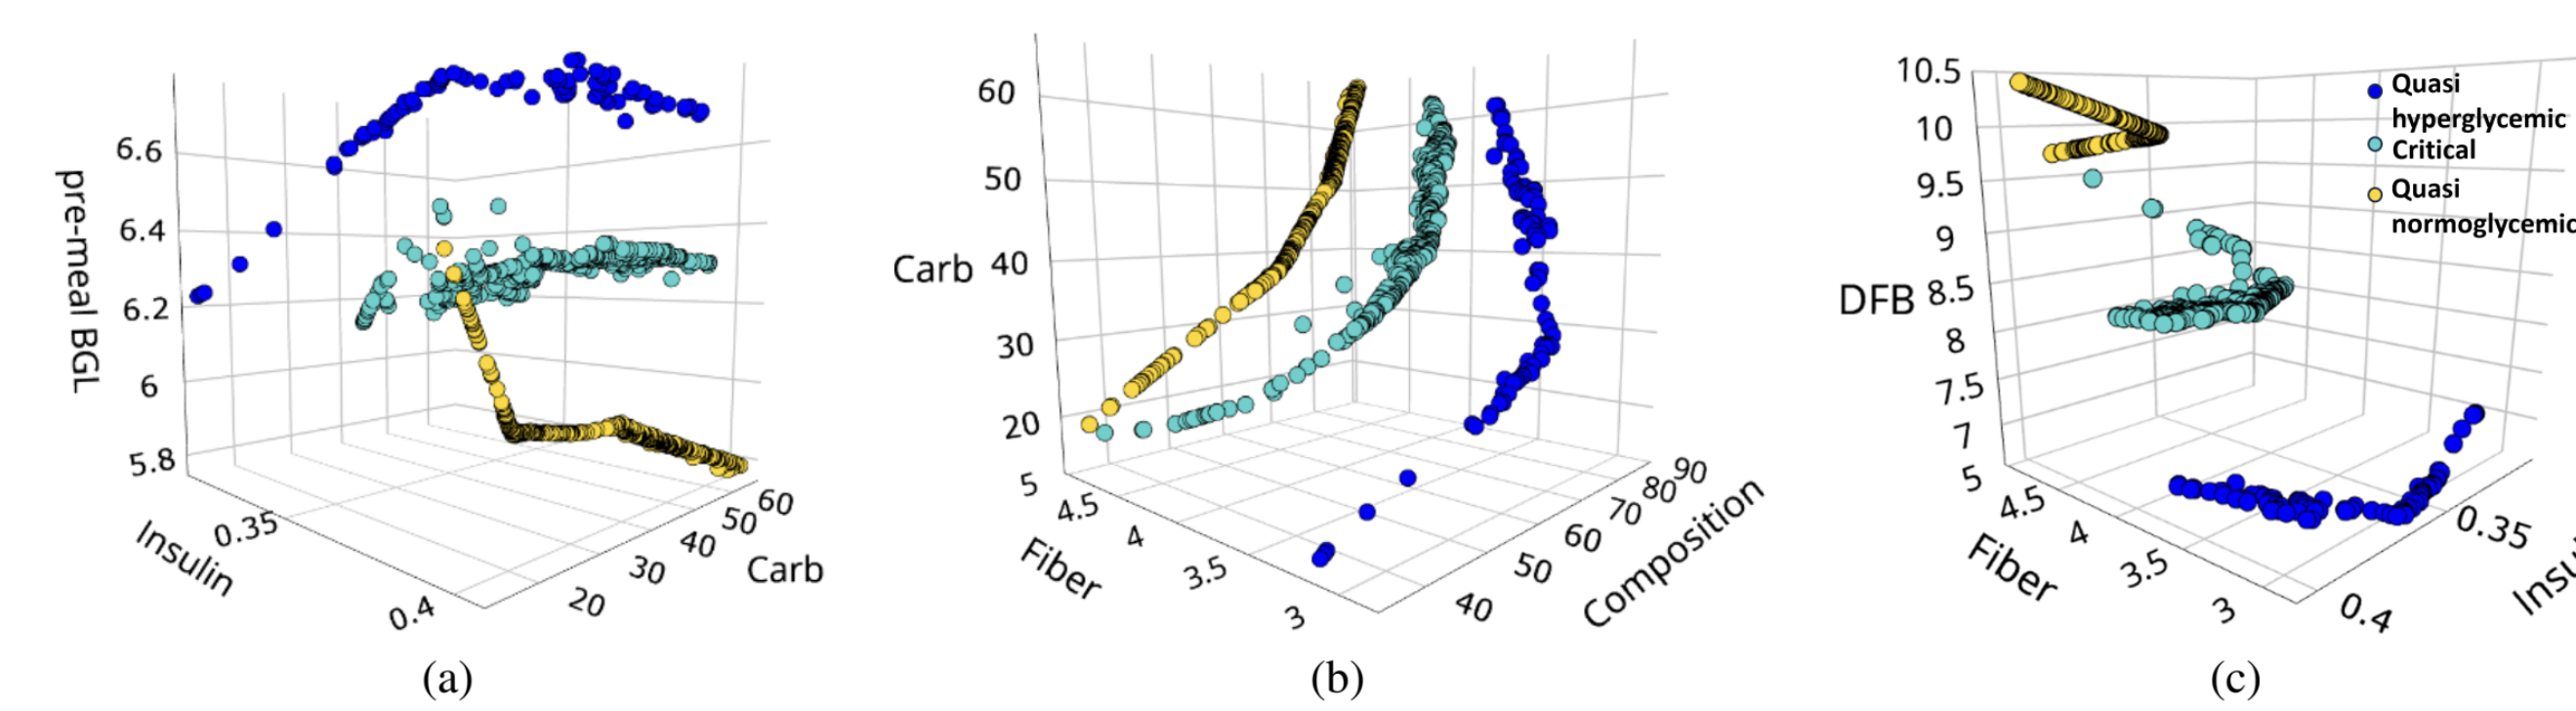 6.6
6.4
6.2
6
5.8
pre-meal BGL
0.35
0.4
Insulin
20
30
40
50
60
Carb
(a)
60
50
40
30
20
Carb
5
4.5
4
3.5
3
Fiber
40
50
60
70
80
90
Composition
(b)
10.5
10
9.5
9
8.5
8
7.5
7
DFB
5
4.5
4
3.5
3
Fiber
0.4
0.35
Insu
Quasi
hyperglycemic
Critical
Quasi
normoglycemic
(c)